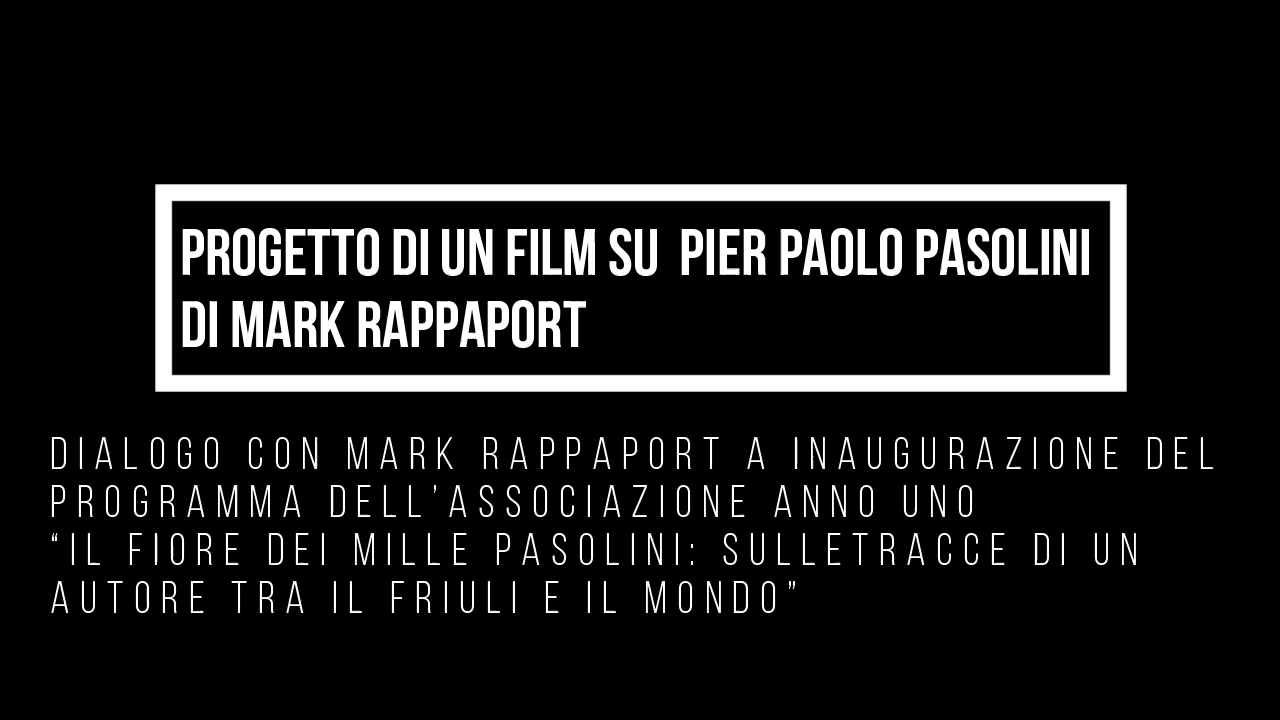 PROGETTO DI UN FILM SU  PIER PAOLO PASOLINI
DI MARK RAPPAPORT
DIALOGO CON MARK RAPPAPORT A INAUGURAZIONE DEL
PROGRAMMA DELL’ASSOCIAZIONE ANNO UNO
“IL FIORE DEI MILLE PASOLINI: SULLETRACCE DI UN
AUTORE TRA IL FRIULI E IL MONDO”